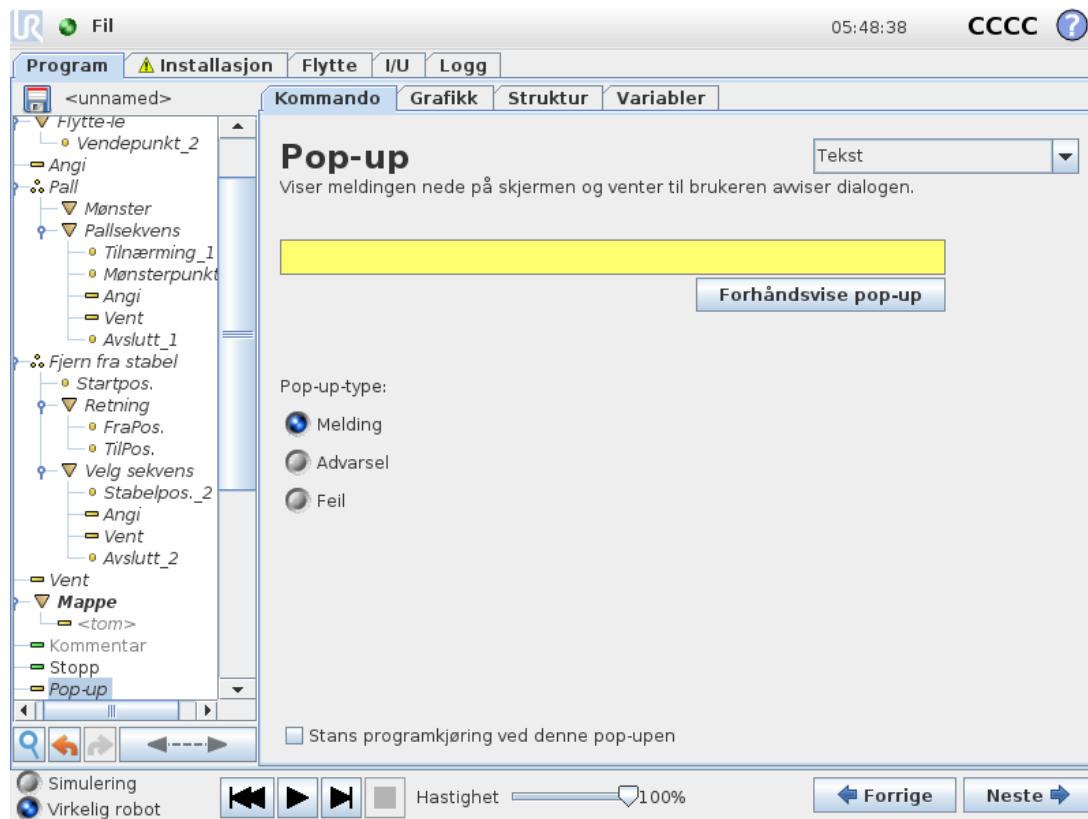 UR Fil 05:48:38 CCCC ?
Program Installasjon Flytte I/U Logg
<unnamed>
Kommando Grafikk Struktur Variabler
Flytte-le
Vendepunkt_2
Angi
Pall
Mønster
Pallsekvens
Tilnærming_1
Mønsterpunkt
Angi
Vent
Avslutt_1
Fjern fra stabel
Startpos.
Retning
FraPos.
TilPos.
Velg sekvens
Stabelpos._2
Angi
Vent
Avslutt_2
Vent
Mappe
<tom>
Kommentar
Stopp
Pop-up
Pop-up
Tekst
Viser meldingen nede på skjermen og venter til brukeren avviser dialogen.
Forhåndsvise pop-up
Pop-up-type:
Melding
Advarsel
Feil
Stans programkjøring ved denne pop-upen
Simulering
Virkelig robot
Hastighet 100%
Forrige Neste